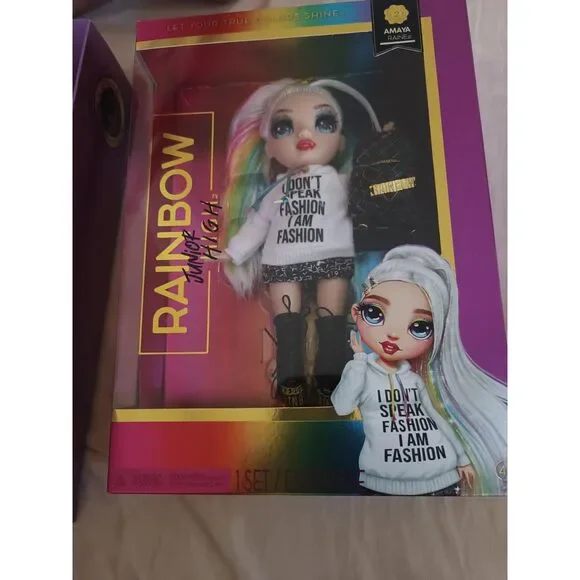 LET YOUR TRUE COLORS SHINE
AMAYA
RAINE
RAINBOW
JUNIOR
HIGH
I DON'T
SPEAK
FASHION
I AM
FASHION
RAINBOW
I DON'T
SPEAK
FASHION
I AM
FASHION
1 SET /